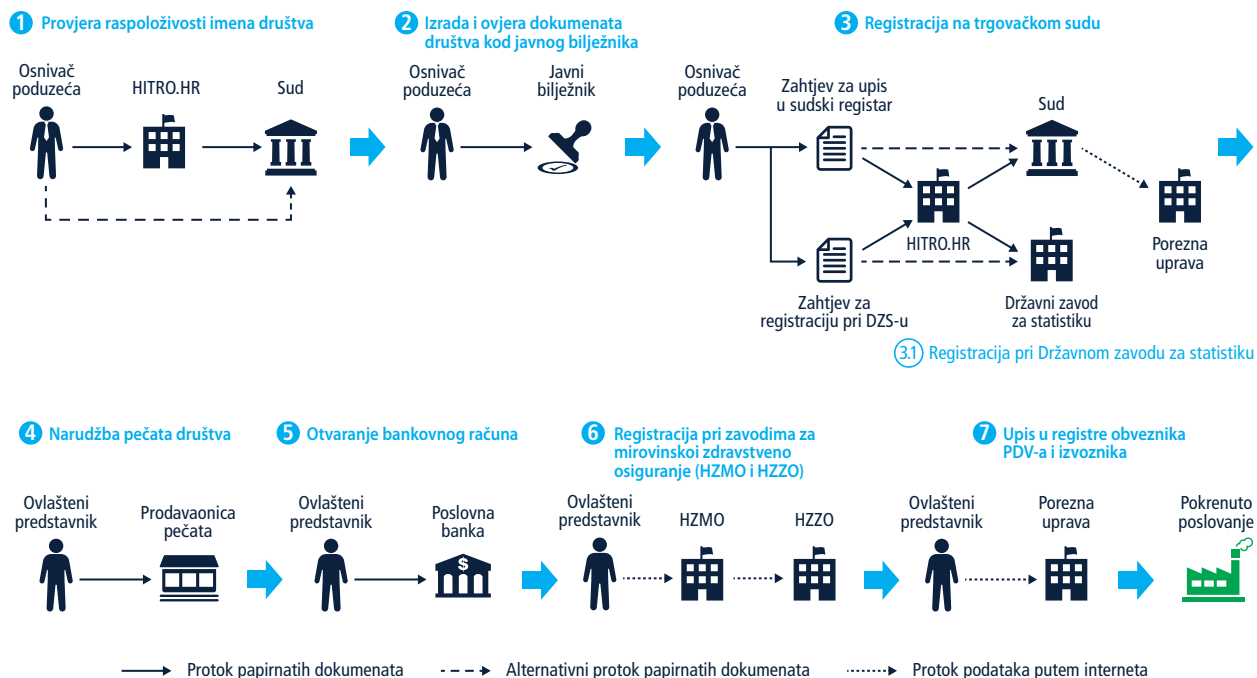 1 Provjera raspoloživosti imena društva
Osnivač
poduzeća
HITRO.HR
Sud
2 Izrada i ovjera dokumenata
društva kod javnog bilježnika
Osnivač
poduzeća
Javni
bilježnik
3 Registracija na trgovačkom sudu
Osnivač
poduzeća
Zahtjev za upis
u sudski registar
Sud
HITRO.HR
Porezna
uprava
Zahtjev za
registraciju pri DZS-u
Državni zavod
za statistiku
3.1 Registracija pri Državnom zavodu za statistiku
4 Narudžba pečata društva
Ovlašteni
predstavnik
Prodavaonica
pečata
5 Otvaranje bankovnog računa
Ovlašteni
predstavnik
Poslovna
banka
$
6 Registracija pri zavodima za
mirovinskoi zdravstveno
osiguranje (HZMO i HZZO)
Ovlašteni
predstavnik
HZMO
HZZO
7 Upis u registre obveznika
PDV-a i izvoznika
Ovlašteni
predstavnik
Porezna
uprava
Pokrenuto
poslovanje
Protok papirnatih dokumenata
Alternativni protok papirnatih dokumenata
Protok podataka putem interneta